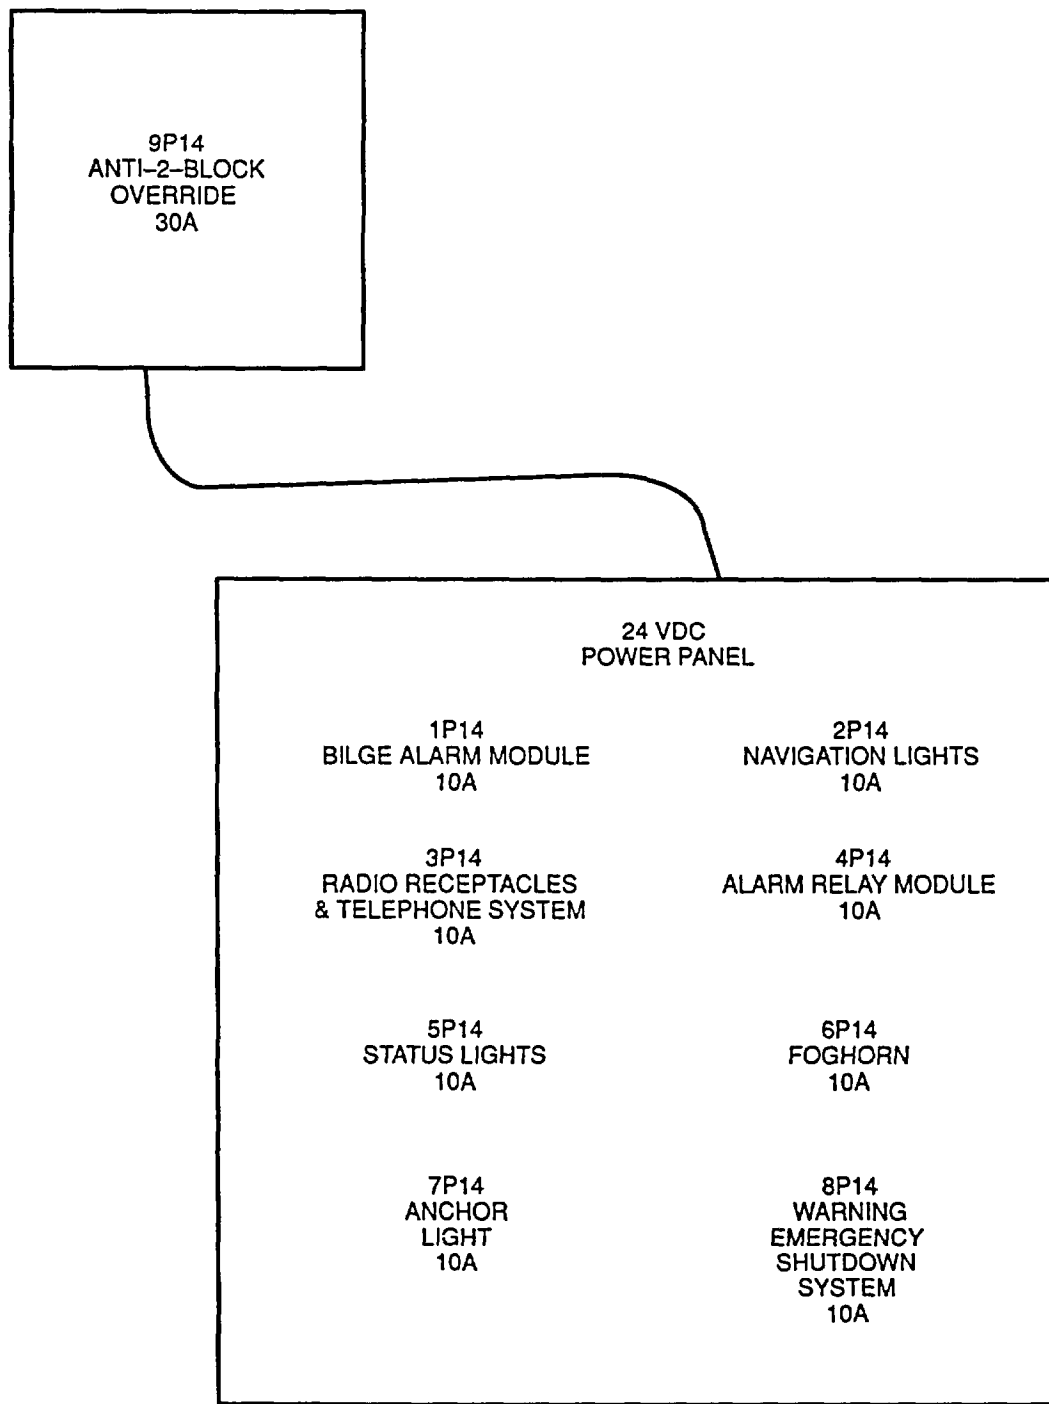 9P14
ANTI–2–BLOCK
OVERRIDE
30A
24 VDC
POWER PANEL
1P14
BILGE ALARM MODULE
10A
2P14
NAVIGATION LIGHTS
10A
3P14
RADIO RECEPTACLES
& TELEPHONE SYSTEM
10A
4P14
ALARM RELAY MODULE
10A
5P14
STATUS LIGHTS
10A
6P14
FOGHORN
10A
7P14
ANCHOR
LIGHT
10A
8P14
WARNING
EMERGENCY
SHUTDOWN
SYSTEM
10A